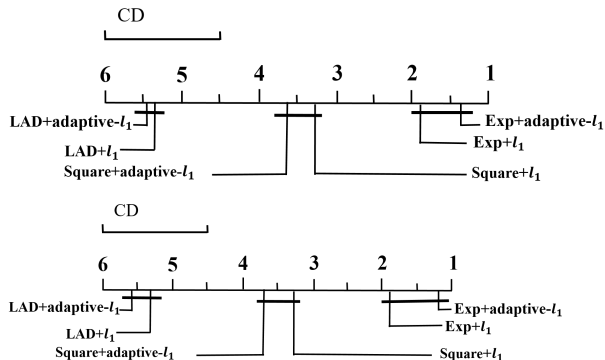 CD
6 5 4 3 2 1
LAD+adaptive-l₁ Exp+adaptive-l₁
LAD+l₁ Exp+l₁
Square+adaptive-l₁ Square+l₁
CD
6 5 4 3 2 1
LAD+adaptive-l₁ Exp+adaptive-l₁
LAD+l₁ Exp+l₁
Square+adaptive-l₁ Square+l₁